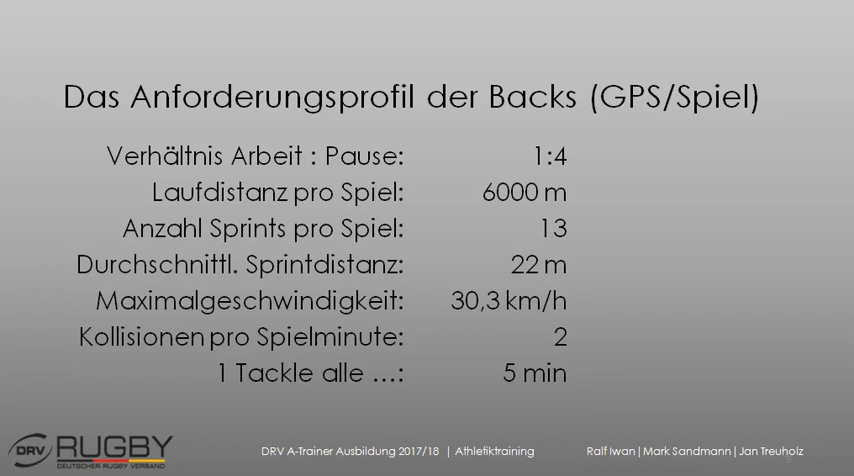 Das Anforderungsprofil der Backs (GPS/Spiel)
Verhältnis Arbeit : Pause: 1:4
Laufdistanz pro Spiel: 6000 m
Anzahl Sprints pro Spiel: 13
Durchschnittl. Sprintdistanz: 22 m
Maximalgeschwindigkeit: 30,3 km/h
Kollisionen pro Spielminute: 2
1 Tackle alle …: 5 min
DRV RUGBY
DEUTSCHER RUGBY VERBAND
DRV A-Trainer Ausbildung 2017/18 | Athletiktraining
Ralf Iwan|Mark Sandmann|Jan Treuholz